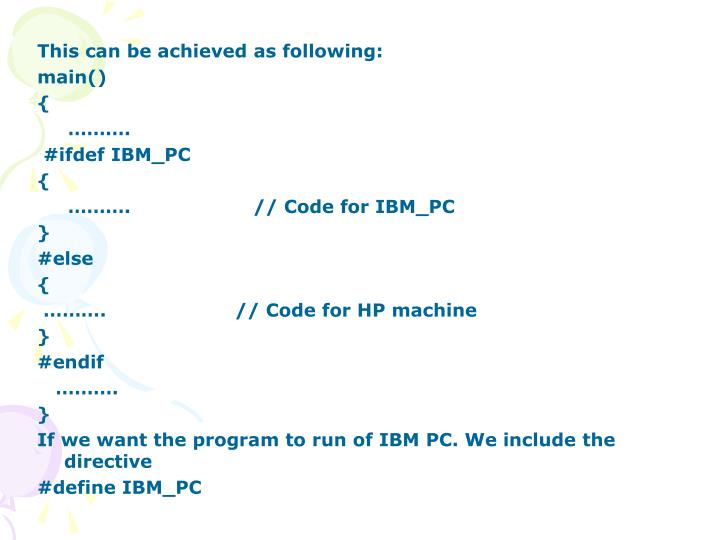 This can be achieved as following:
main()
{
……….
#ifdef IBM_PC
{
………. // Code for IBM_PC
}
#else
{
………. // Code for HP machine
}
#endif
……….
}
If we want the program to run of IBM PC. We include the
directive
#define IBM_PC